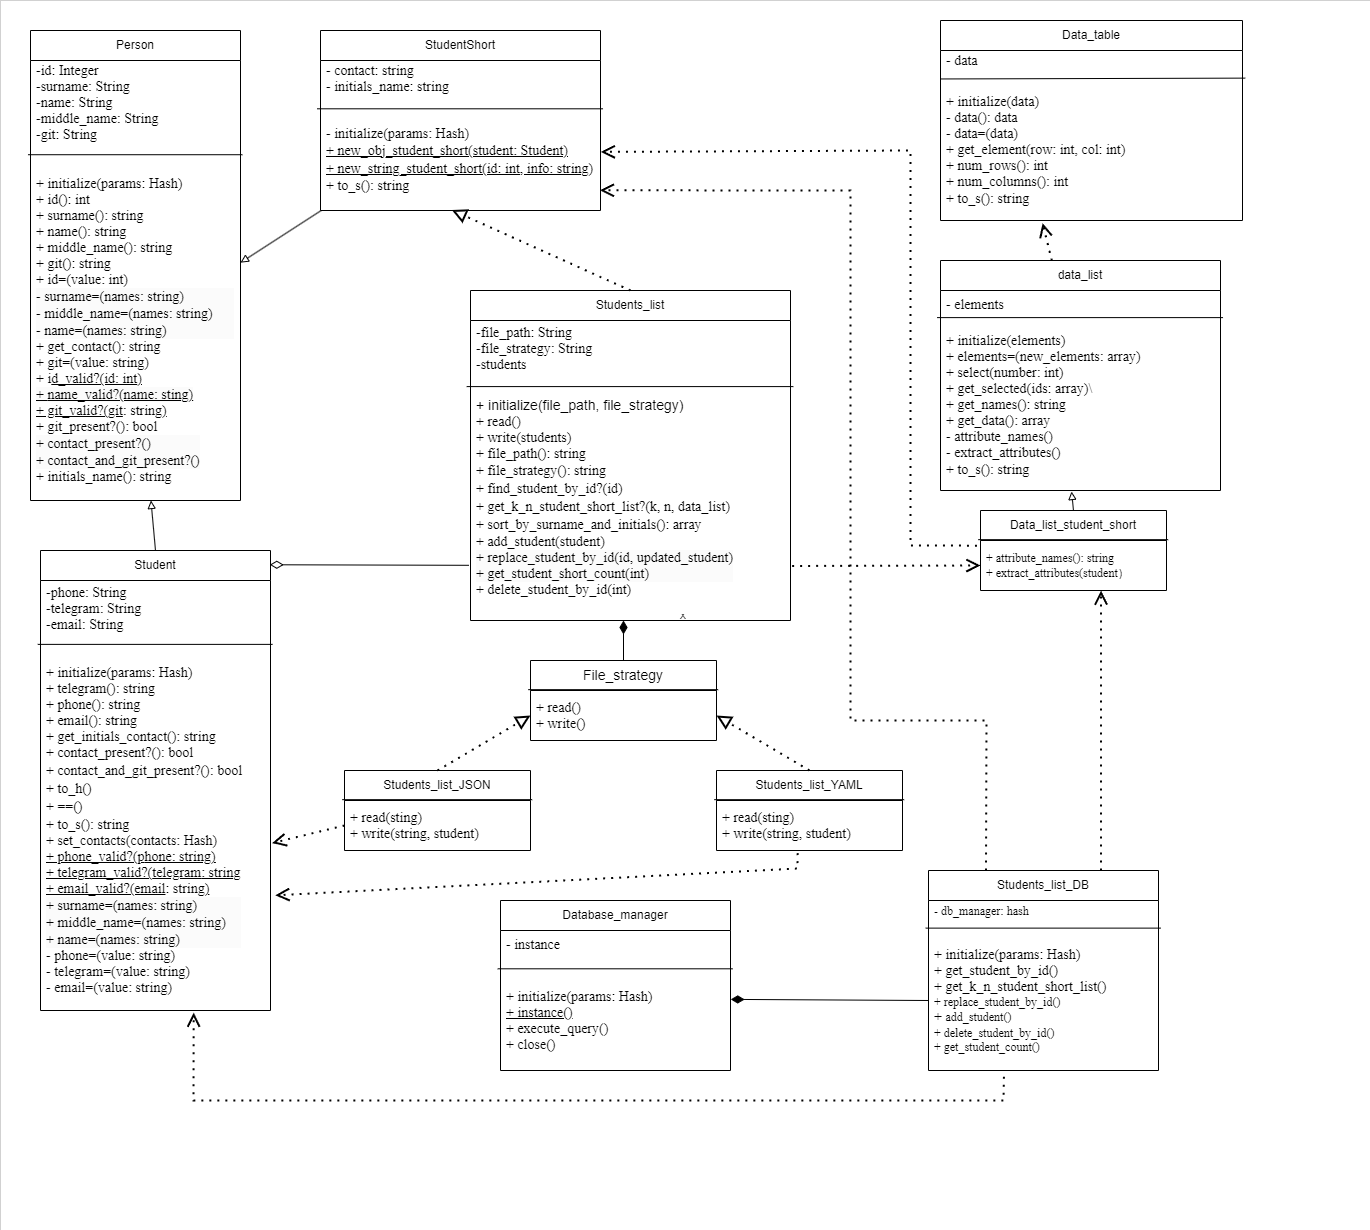 Person
-id: Integer
-surname: String
-name: String
-middle_name: String
-git: String
+ initialize(params: Hash)
+ id(): int
+ surname(): string
+ name(): string
+ middle_name(): string
+ git(): string
+ id=(value: int)
- surname=(names: string)
- middle_name=(names: string)
- name=(names: string)
+ get_contact(): string
+ git=(value: string)
+ id_valid?(id: int)
+ name_valid?(name: sting)
+ git_valid?(git: string)
+ git_present?(): bool
+ contact_present?()
+ contact_and_git_present?()
+ initials_name(): string
StudentShort
- contact: string
- initials_name: string
- initialize(params: Hash)
+ new_obj_student_short(student: Student)
+ new_string_student_short(id: int, info: string)
+ to_s(): string
Data_table
- data
+ initialize(data)
- data(): data
- data=(data)
+ get_element(row: int, col: int)
+ num_rows(): int
+ num_columns(): int
+ to_s(): string
data_list
- elements
+ initialize(elements)
+ elements=(new_elements: array)
+ select(number: int)
+ get_selected(ids: array)\
+ get_names(): string
+ get_data(): array
- attribute_names()
- extract_attributes()
+ to_s(): string
Students_list
-file_path: String
-file_strategy: String
-students
+ initialize(file_path, file_strategy)
+ read()
+ write(students)
+ file_path(): string
+ file_strategy(): string
+ find_student_by_id?(id)
+ get_k_n_student_short_list?(k, n, data_list)
+ sort_by_surname_and_initials(): array
+ add_student(student)
+ replace_student_by_id(id, updated_student)
+ get_student_short_count(int)
+ delete_student_by_id(int)
Data_list_student_short
+ attribute_names(): string
+ extract_attributes(student)
Student
-phone: String
-telegram: String
-email: String
+ initialize(params: Hash)
+ telegram(): string
+ phone(): string
+ email(): string
+ get_initials_contact(): string
+ contact_present?(): bool
+ contact_and_git_present?(): bool
+ to_h()
+ ==()
+ to_s(): string
+ set_contacts(contacts: Hash)
+ phone_valid?(phone: string)
+ telegram_valid?(telegram: string
+ email_valid?(email: string)
+ surname=(names: string)
+ middle_name=(names: string)
+ name=(names: string)
- phone=(value: string)
- telegram=(value: string)
- email=(value: string)
File_strategy
+ read()
+ write()
Students_list_JSON
+ read(sting)
+ write(string, student)
Students_list_YAML
+ read(sting)
+ write(string, student)
Database_manager
- instance
+ initialize(params: Hash)
+ instance()
+ execute_query()
+ close()
Students_list_DB
- db_manager: hash
+ initialize(params: Hash)
+ get_student_by_id()
+ get_k_n_student_short_list()
+ replace_student_by_id()
+ add_student()
+ delete_student_by_id()
+ get_student_count()